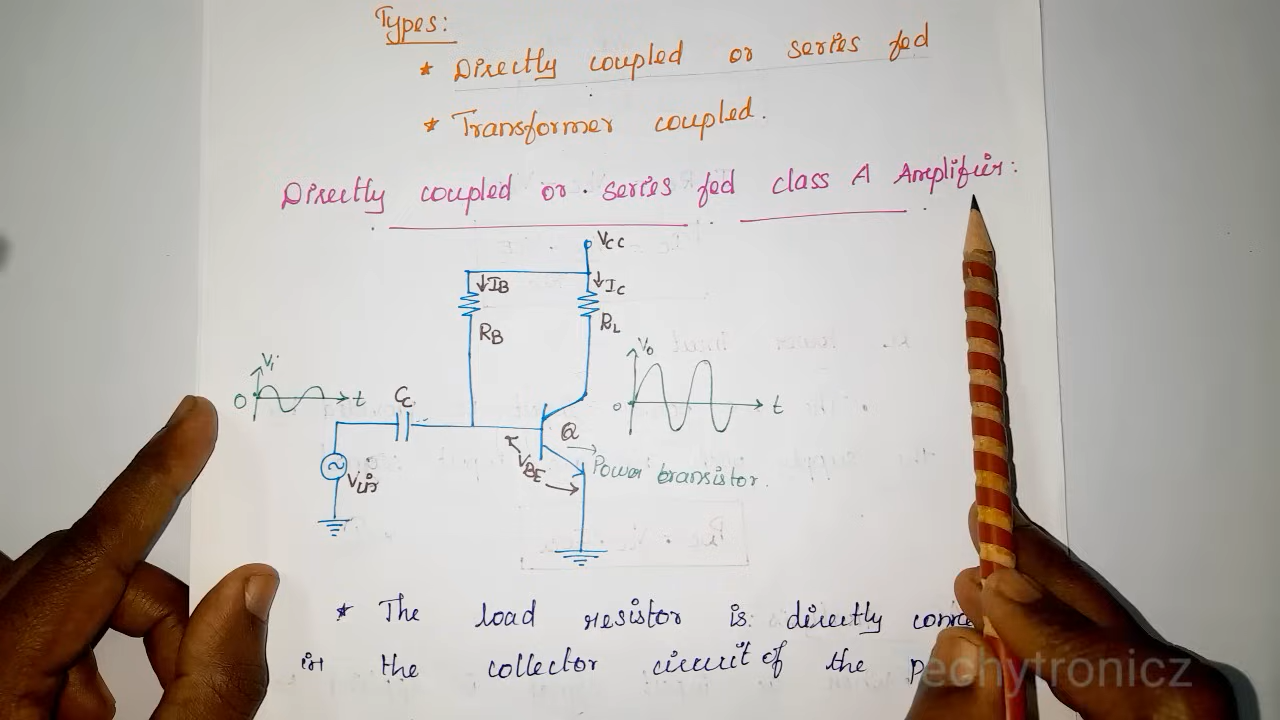 Types:
* Directly coupled or series fed
* Transformer coupled.
Directly coupled or series fed class A Amplifier:
VCC
IB
IC
RB
RL
Vi
Vo
0
t
CC
0
t
Q
VBE
Power transistor.
Vin
* The load resistor is directly
in the collector circuit of the
echytronicz